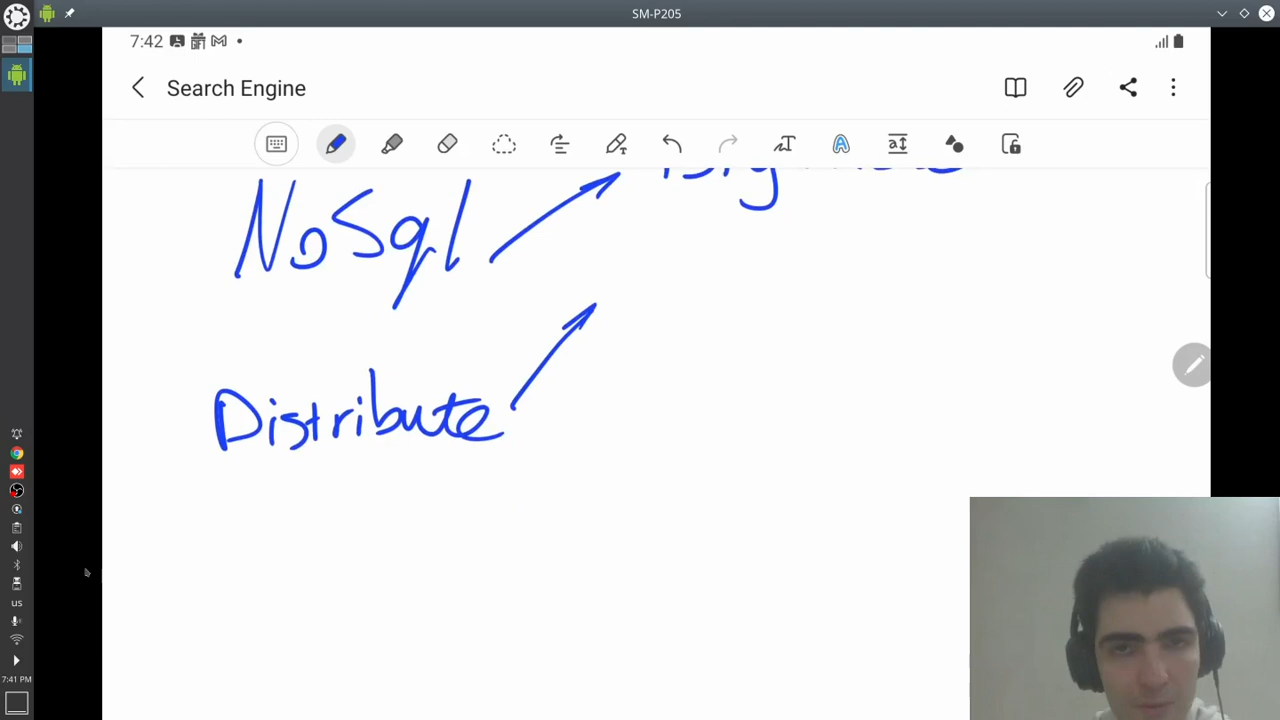 SM-P205
7:42
Search Engine
NoSql
Distribute
us
7:41 PM